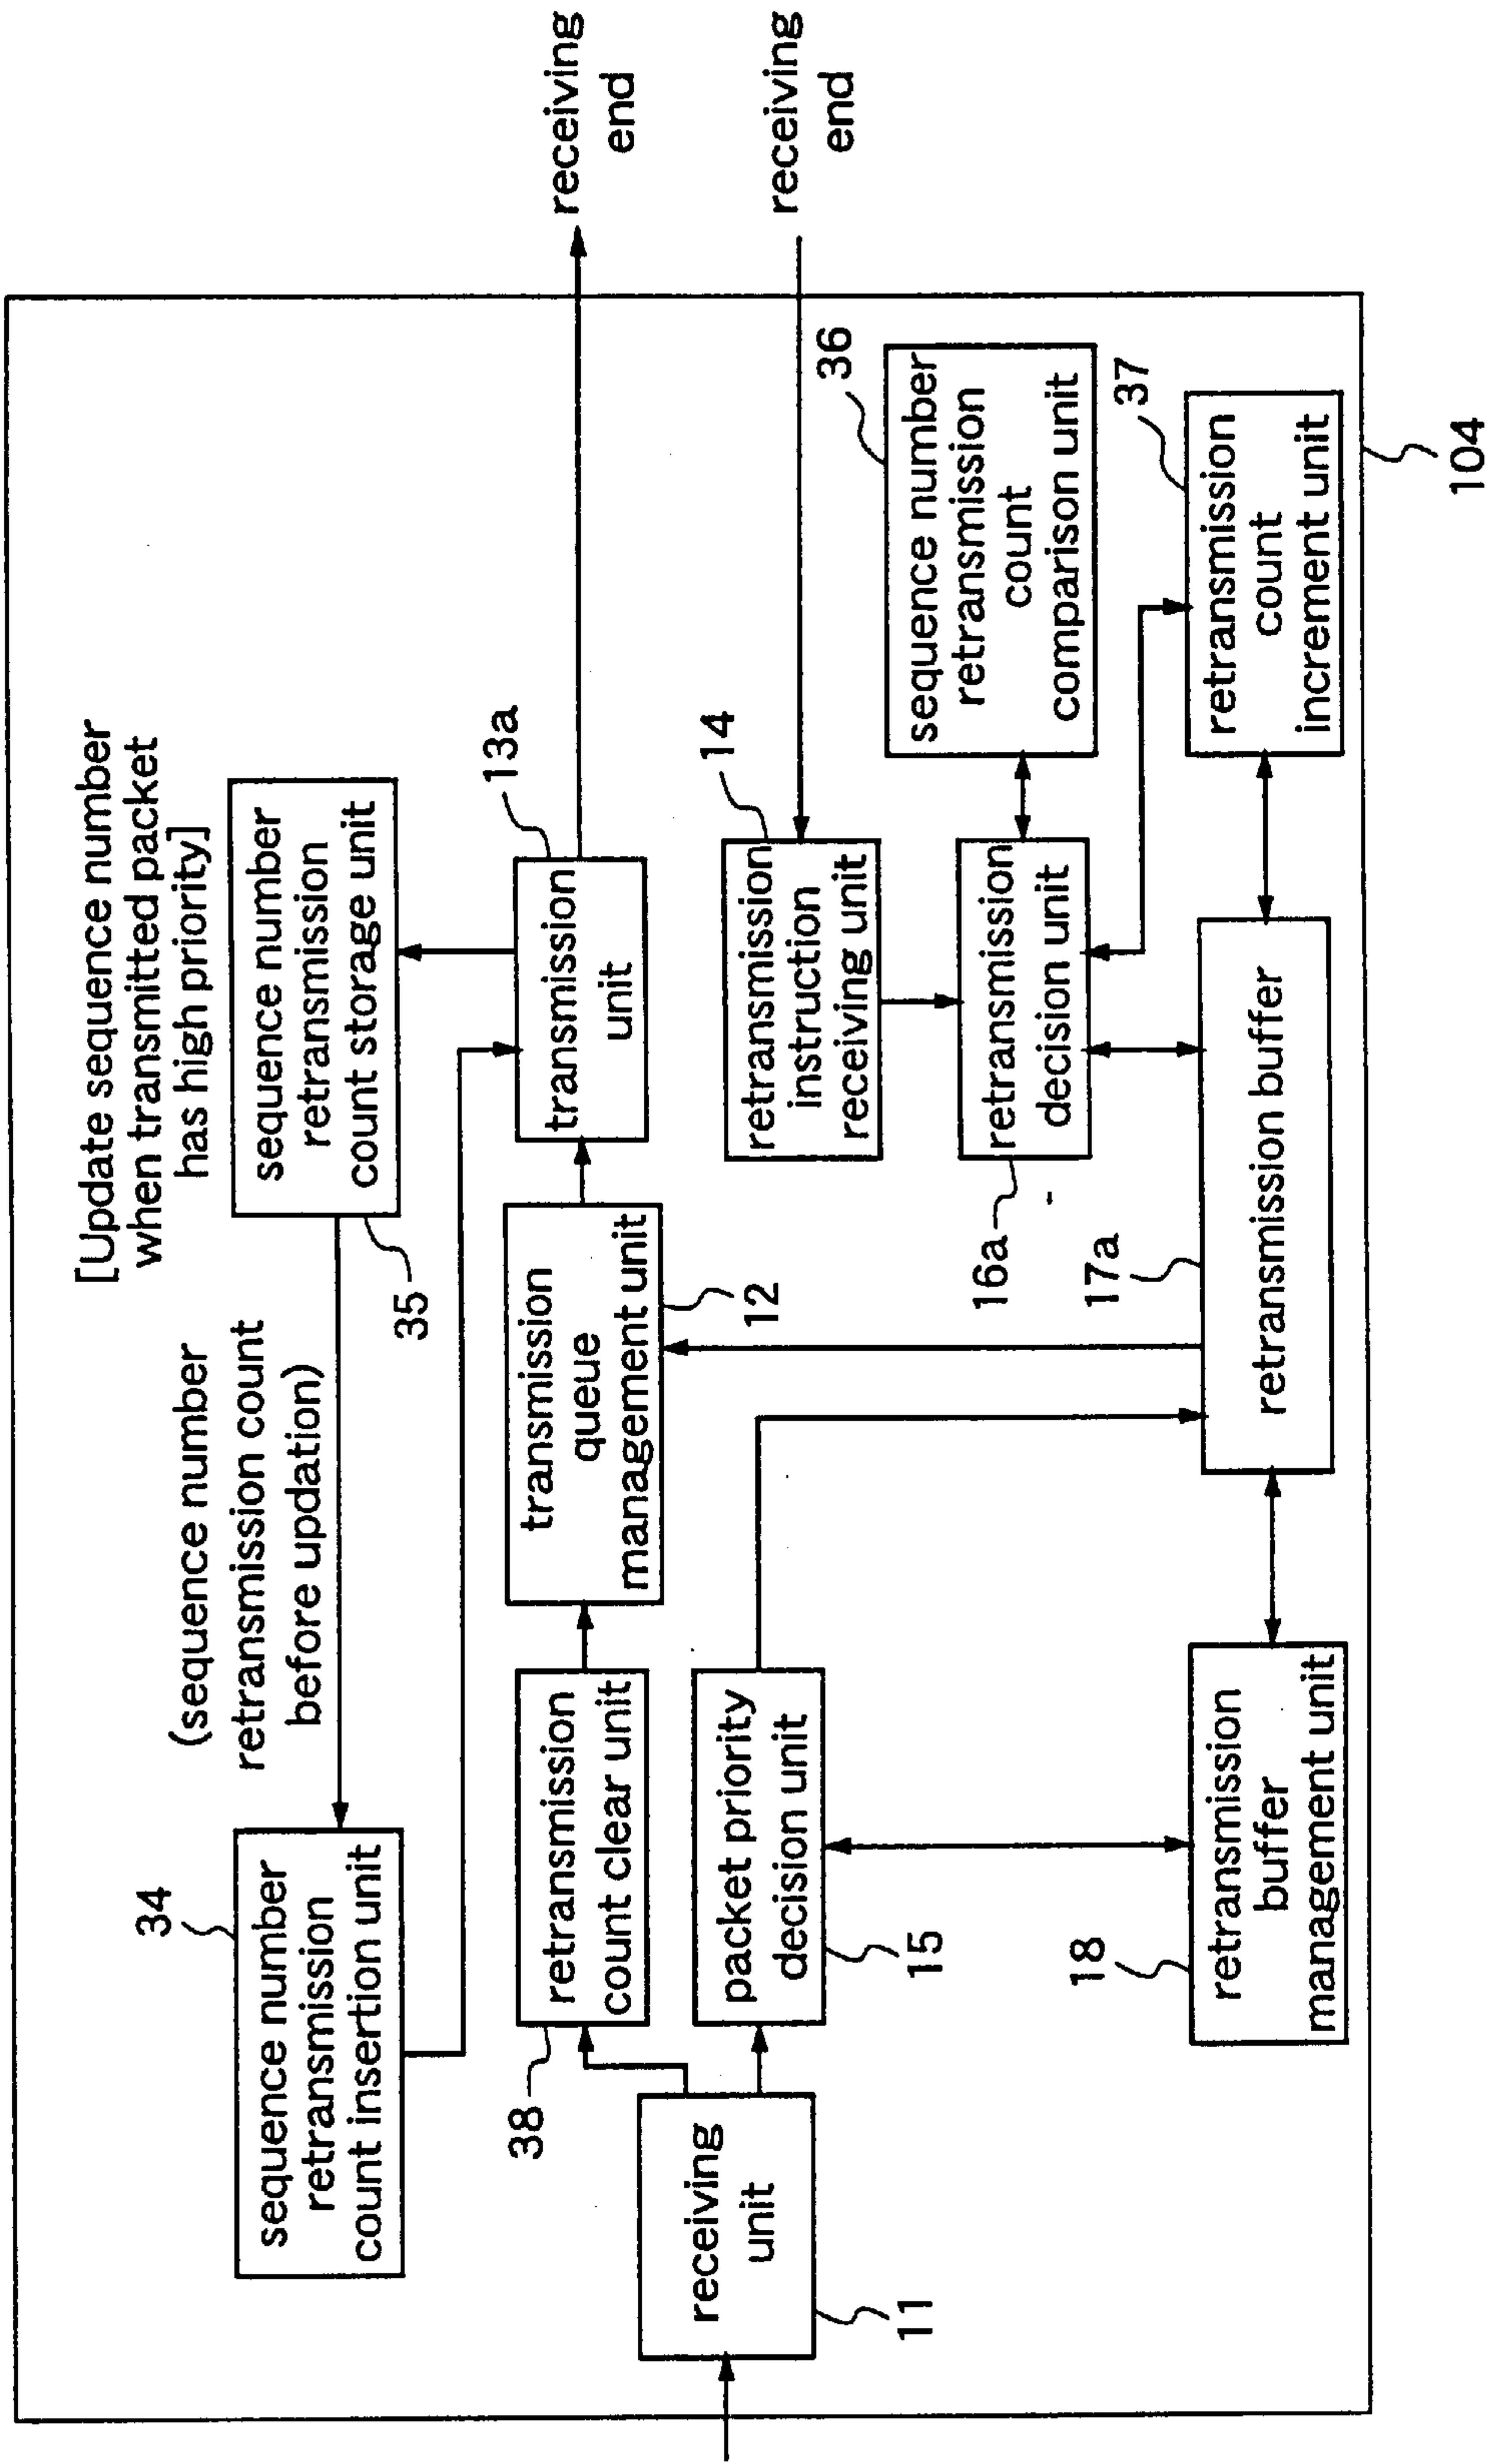 [Update sequence number
when transmitted packet
has high priority]
(sequence number
retransmission count
before updation)
34
sequence number
retransmission
count insertion unit
35
sequence number
retransmission
count storage unit
38
retransmission
count clear unit
transmission
queue
management unit
12
13a
transmission
unit
receiving
end
receiving
unit
11
packet priority
decision unit
15
14
retransmission
instruction
receiving unit
receiving
end
16a
retransmission
decision unit
36
sequence number
retransmission
count
comparison unit
18
retransmission
buffer
management unit
17a
retransmission buffer
37
retransmission
count
increment unit
104